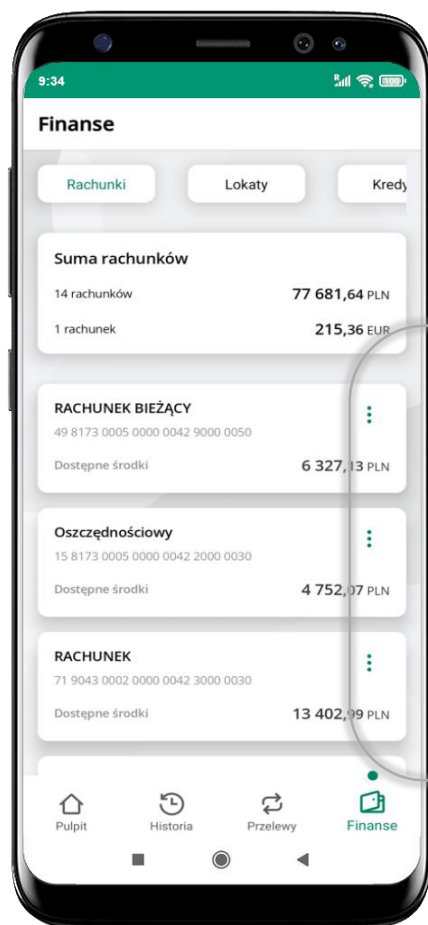 9:34
R
100
Finanse
Rachunki Lokaty Kredy
Suma rachunków
14 rachunków 77 681,64 PLN
1 rachunek 215,36 EUR
RACHUNEK BIEŻĄCY
49 8173 0005 0000 0042 9000 0050
Dostępne środki 6 327,13 PLN
Oszczędnościowy
15 8173 0005 0000 0042 2000 0030
Dostępne środki 4 752,07 PLN
RACHUNEK
71 9043 0002 0000 0042 3000 0030
Dostępne środki 13 402,99 PLN
Pulpit Historia Przelewy Finanse